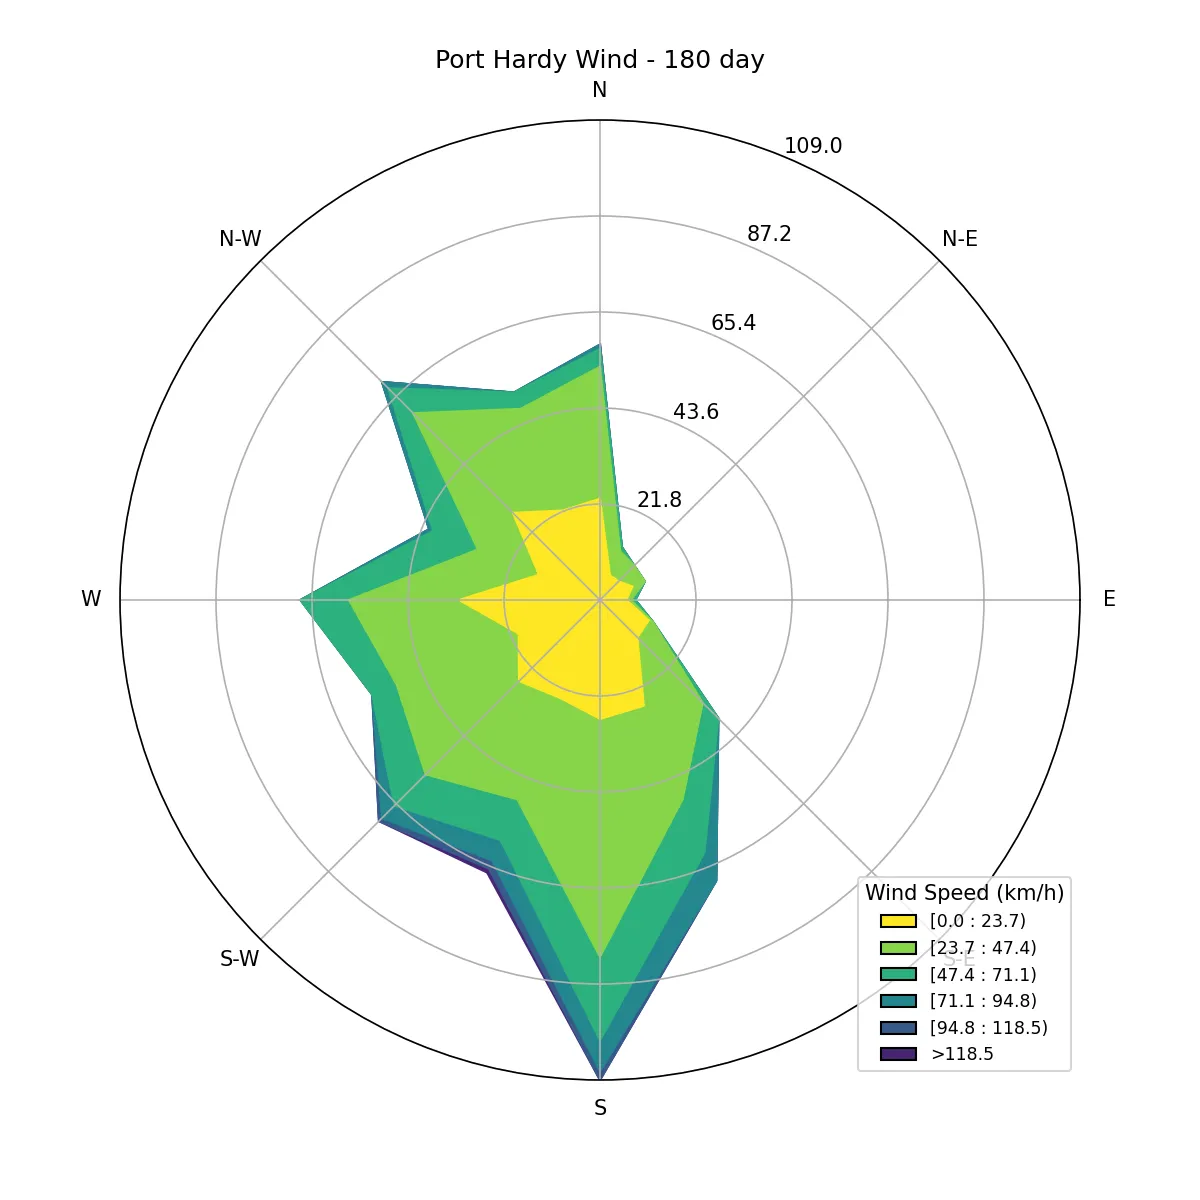 Port Hardy Wind - 180 day
N
109.0
N-W
87.2
N-E
65.4
43.6
21.8
W
E
S-W
S-E
Wind Speed (km/h)
[0.0 : 23.7)
[23.7 : 47.4)
[47.4 : 71.1)
[71.1 : 94.8)
[94.8 : 118.5)
>118.5
S